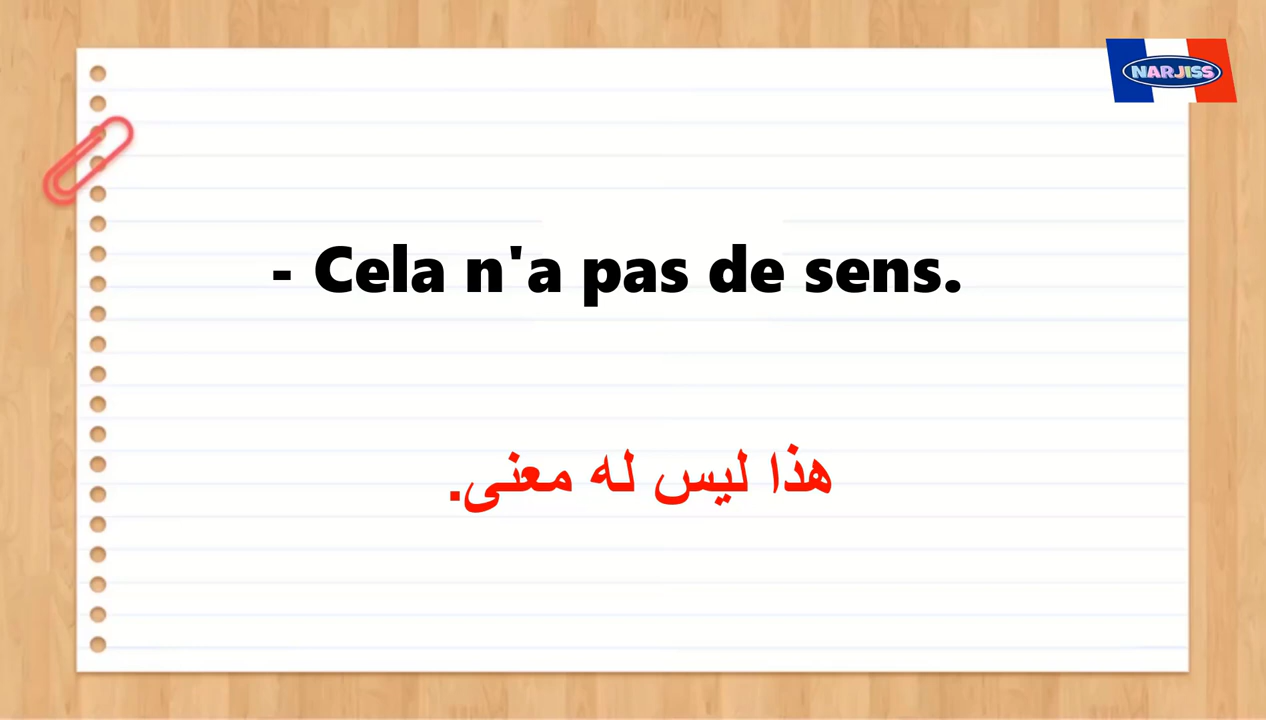 NARJISS
- Cela n'a pas de sens.
هذا ليس له معنى.